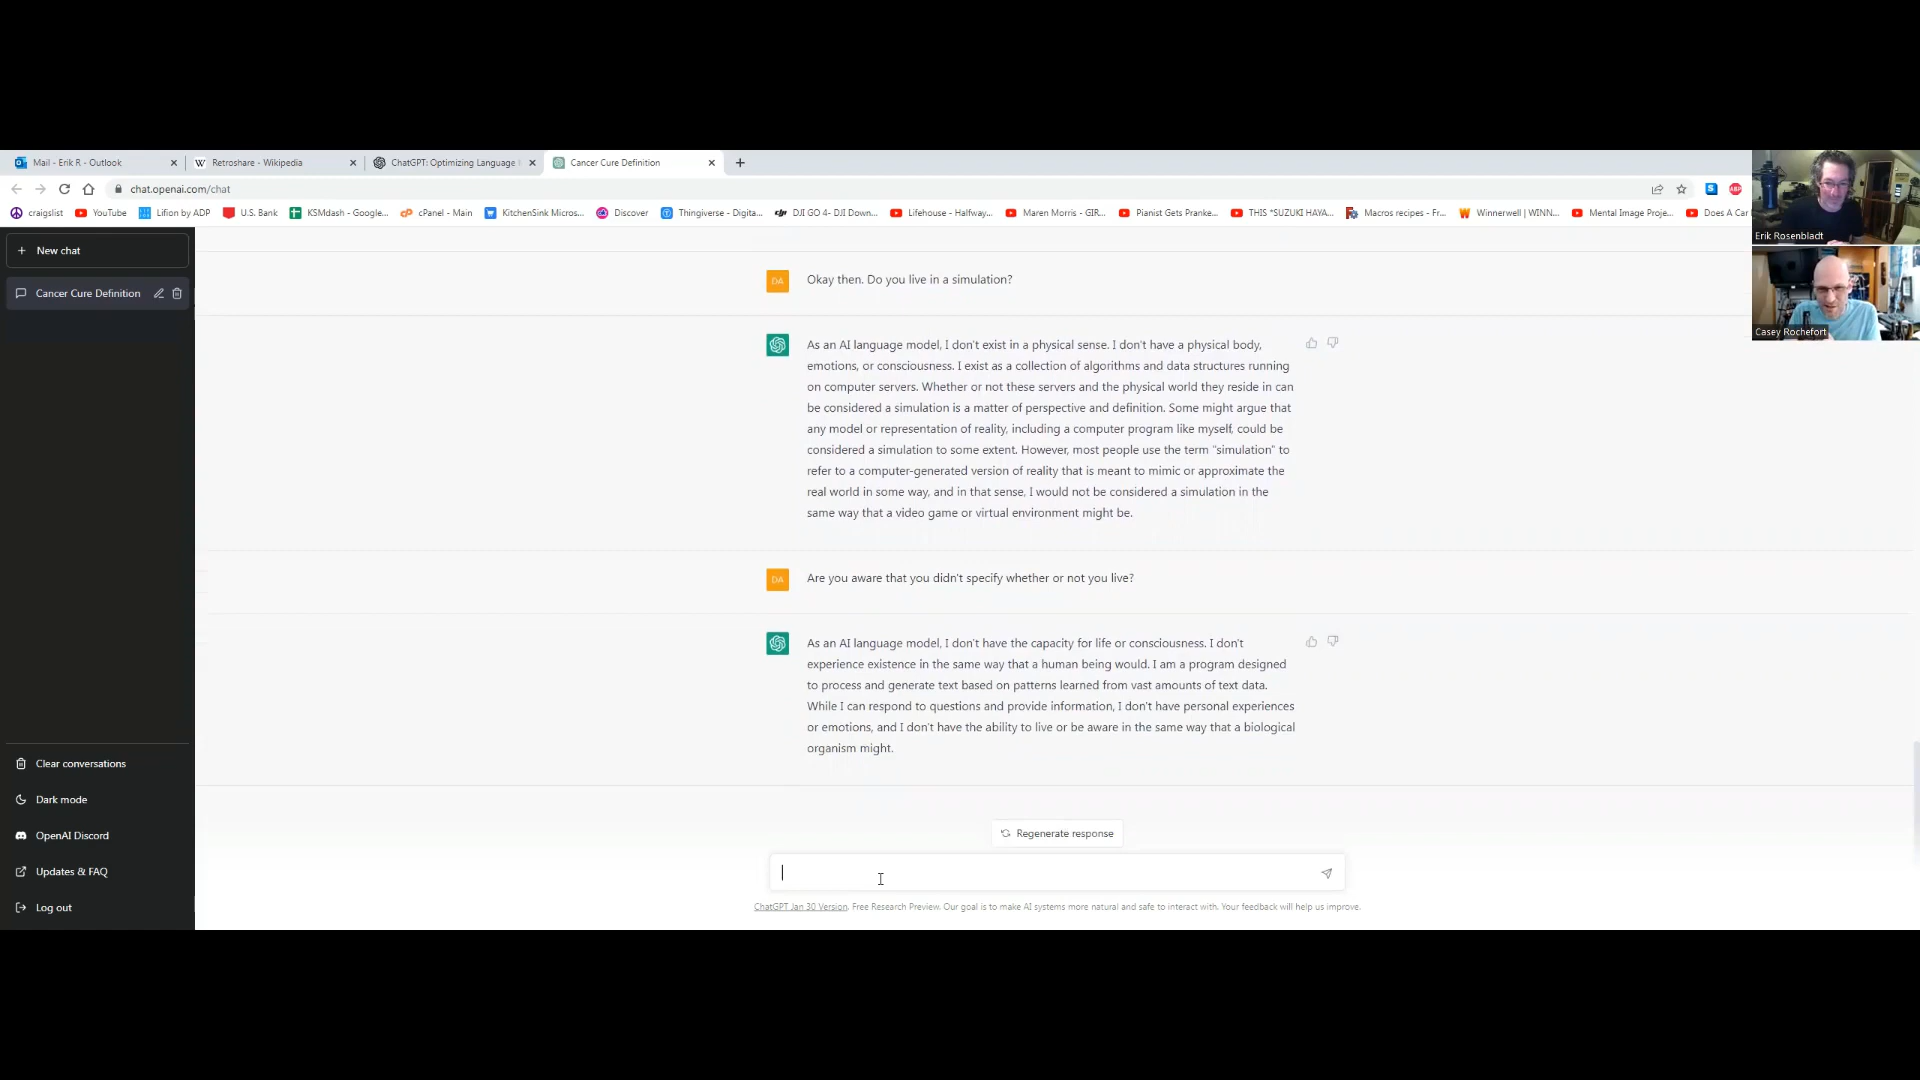 Mail - Erik R - Outlook
Retroshare - Wikipedia
ChatGPT: Optimizing Language
Cancer Cure Definition
chat.openai.com/chat
craigslist
YouTube
Lifion by ADP
U.S. Bank
KSMdash - Google...
cPanel - Main
KitchenSink Micros...
Discover
Thingiverse - Digita...
DJI GO 4- DJI Down...
Lifehouse - Halfway...
Maren Morris - GIR...
Pianist Gets Pranke...
THIS *SUZUKI HAYA...
Macros recipes - Fr...
Winnerwell | WINN...
Mental Image Proje...
Does A Car
Erik Rosenbladt
Casey Rochefort
New chat
Cancer Cure Definition
DA
Okay then. Do you live in a simulation?
As an AI language model, I don't exist in a physical sense. I don't have a physical body,
emotions, or consciousness. I exist as a collection of algorithms and data structures running
on computer servers. Whether or not these servers and the physical world they reside in can
be considered a simulation is a matter of perspective and definition. Some might argue that
any model or representation of reality, including a computer program like myself, could be
considered a simulation to some extent. However, most people use the term "simulation" to
refer to a computer-generated version of reality that is meant to mimic or approximate the
real world in some way, and in that sense, I would not be considered a simulation in the
same way that a video game or virtual environment might be.
DA
Are you aware that you didn't specify whether or not you live?
As an AI language model, I don't have the capacity for life or consciousness. I don't
experience existence in the same way that a human being would. I am a program designed
to process and generate text based on patterns learned from vast amounts of text data.
While I can respond to questions and provide information, I don't have personal experiences
or emotions, and I don't have the ability to live or be aware in the same way that a biological
organism might.
Clear conversations
Dark mode
OpenAI Discord
Updates & FAQ
Log out
Regenerate response
ChatGPT Jan 30 Version. Free Research Preview. Our goal is to make AI systems more natural and safe to interact with. Your feedback will help us improve.